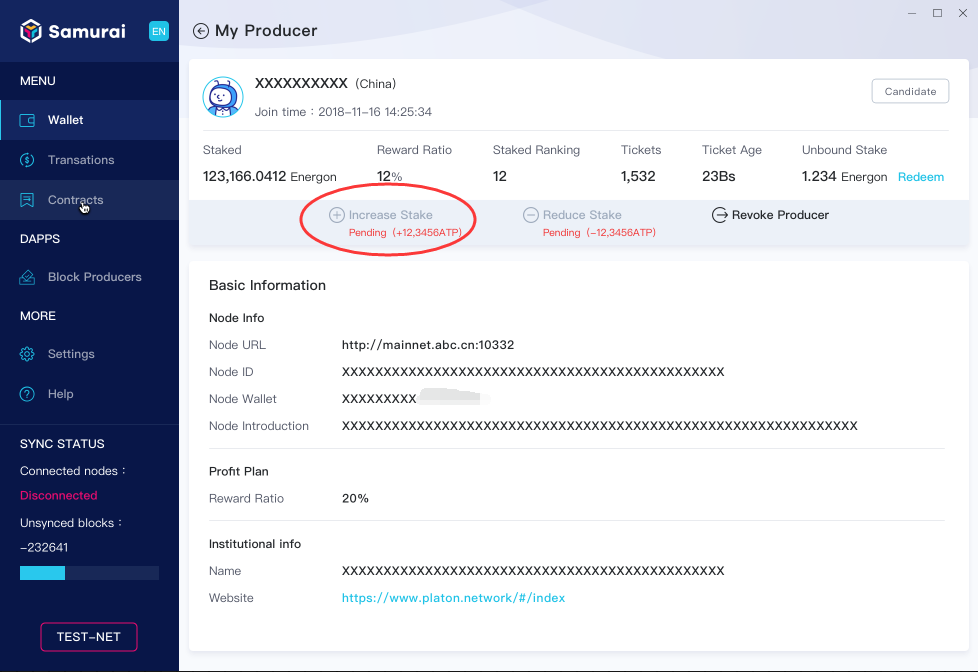 Samurai
EN
MENU
Wallet
Transations
Contracts
DAPPS
Block Producers
MORE
Settings
Help
SYNC STATUS
Connected nodes :
Disconnected
Unsynced blocks :
-232641
TEST-NET
My Producer
XXXXXXXXXX (China)
Join time : 2018-11-16 14:25:34
Candidate
Staked Reward Ratio Staked Ranking Tickets Ticket Age Unbound Stake
123,166.0412 Energon 12% 12 1,532 23Bs 1.234 Energon Redeem
Increase Stake Reduce Stake Revoke Producer
Pending (+12,3456ATP) Pending (-12,3456ATP)
Basic Information
Node Info
Node URL http://mainnet.abc.cn:10332
Node ID XXXXXXXXXXXXXXXXXXXXXXXXXXXXXXXXXXXXXXXXXXXXXX
Node Wallet XXXXXXXXX
Node Introduction XXXXXXXXXXXXXXXXXXXXXXXXXXXXXXXXXXXXXXXXXXXXXXXXXXXXXXXXXXXXXX
Profit Plan
Reward Ratio 20%
Institutional info
Name XXXXXXXXXXXXXXXXXXXXXXXXXXXXXXXXXXXXXXXXXXXXXX
Website https://www.platon.network/#/index